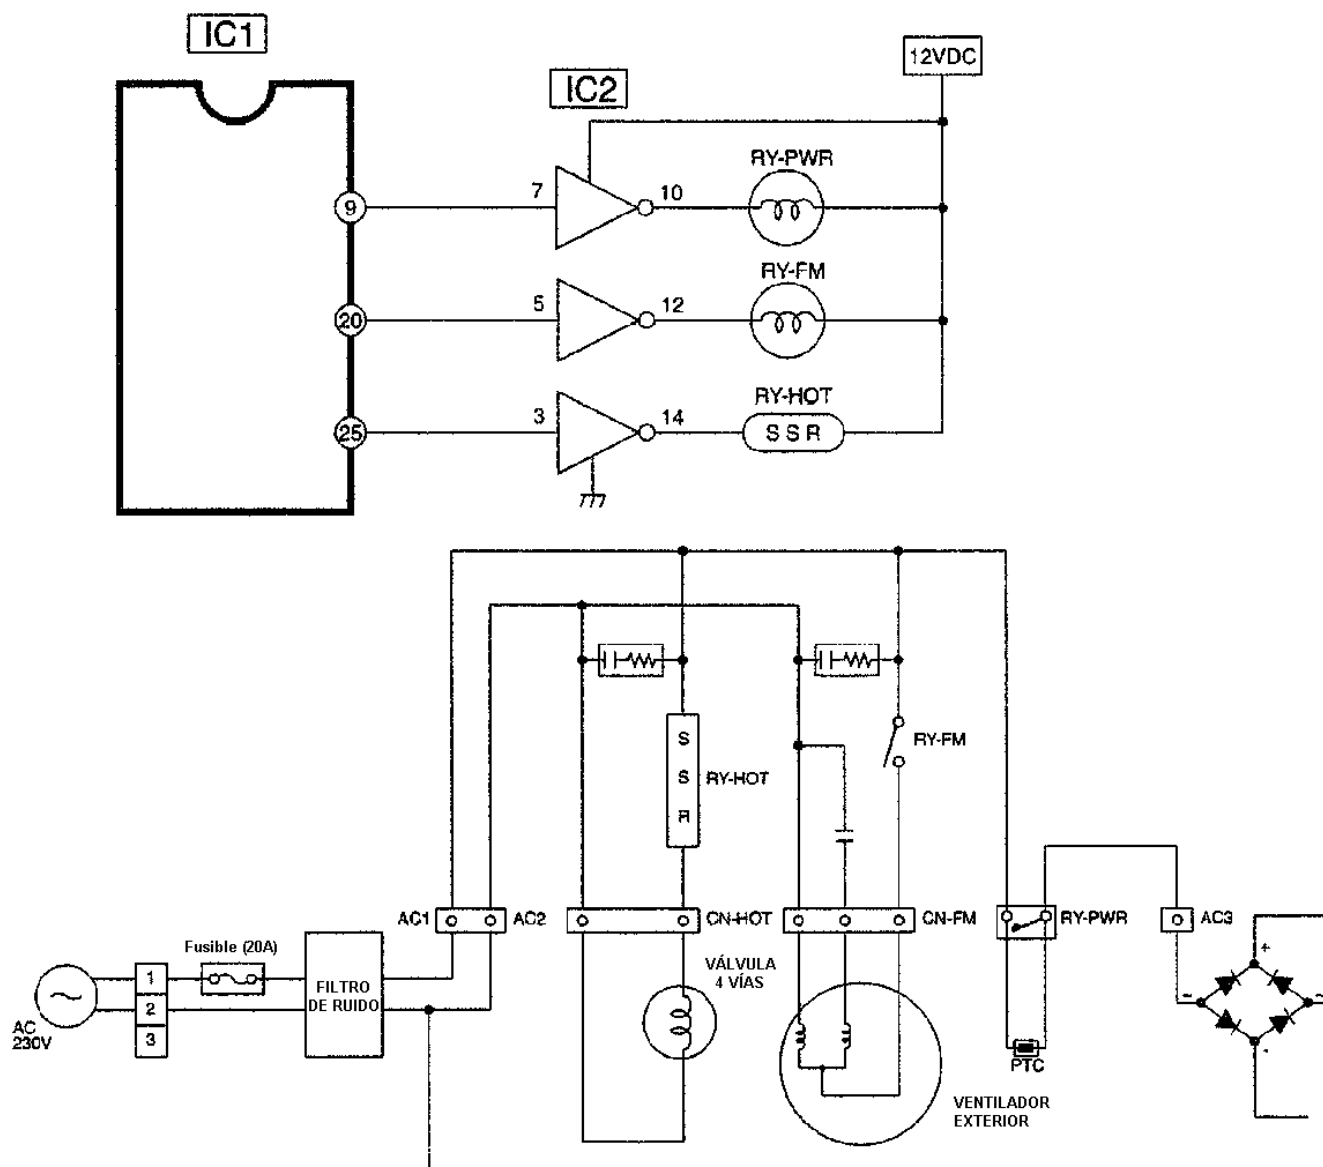 IC1
12VDC
IC2
RY-PWR
9
7
10
RY-FM
20
5
12
RY-HOT
25
3
14
S S R
S
S
R
RY-HOT
RY-FM
AC1
AC2
CN-HOT
CN-FM
RY-PWR
AC3
Fusible (20A)
VÁLVULA
4 VÍAS
FILTRO
DE RUIDO
1
2
3
~
AC
230V
+
~
~
-
PTC
VENTILADOR
EXTERIOR